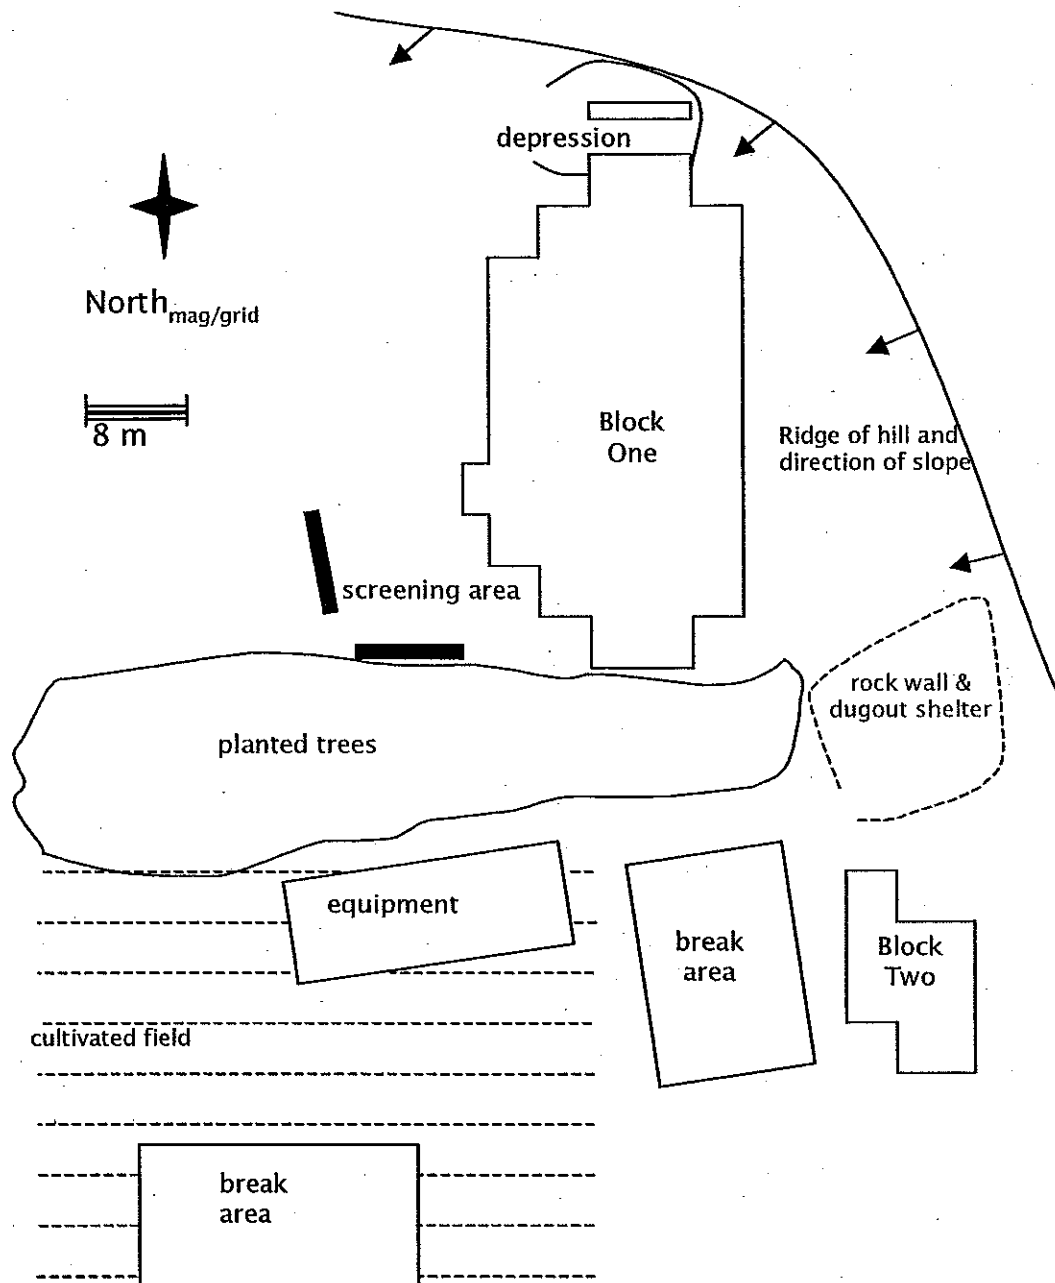 depression
North mag/grid
8 m
Block
One
Ridge of hill and
direction of slope
screening area
rock wall &
dugout shelter
planted trees
equipment
break
area
Block
Two
cultivated field
break
area